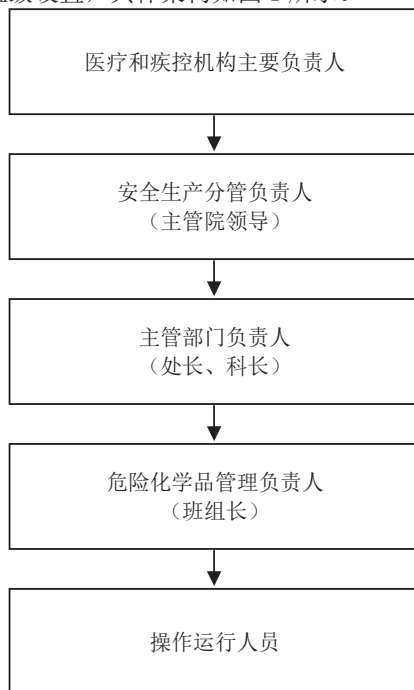 医疗和疾控机构主要负责人
安全生产分管负责人
（主管院领导）
主管部门负责人
（处长、科长）
危险化学品管理负责人
（班组长）
操作运行人员